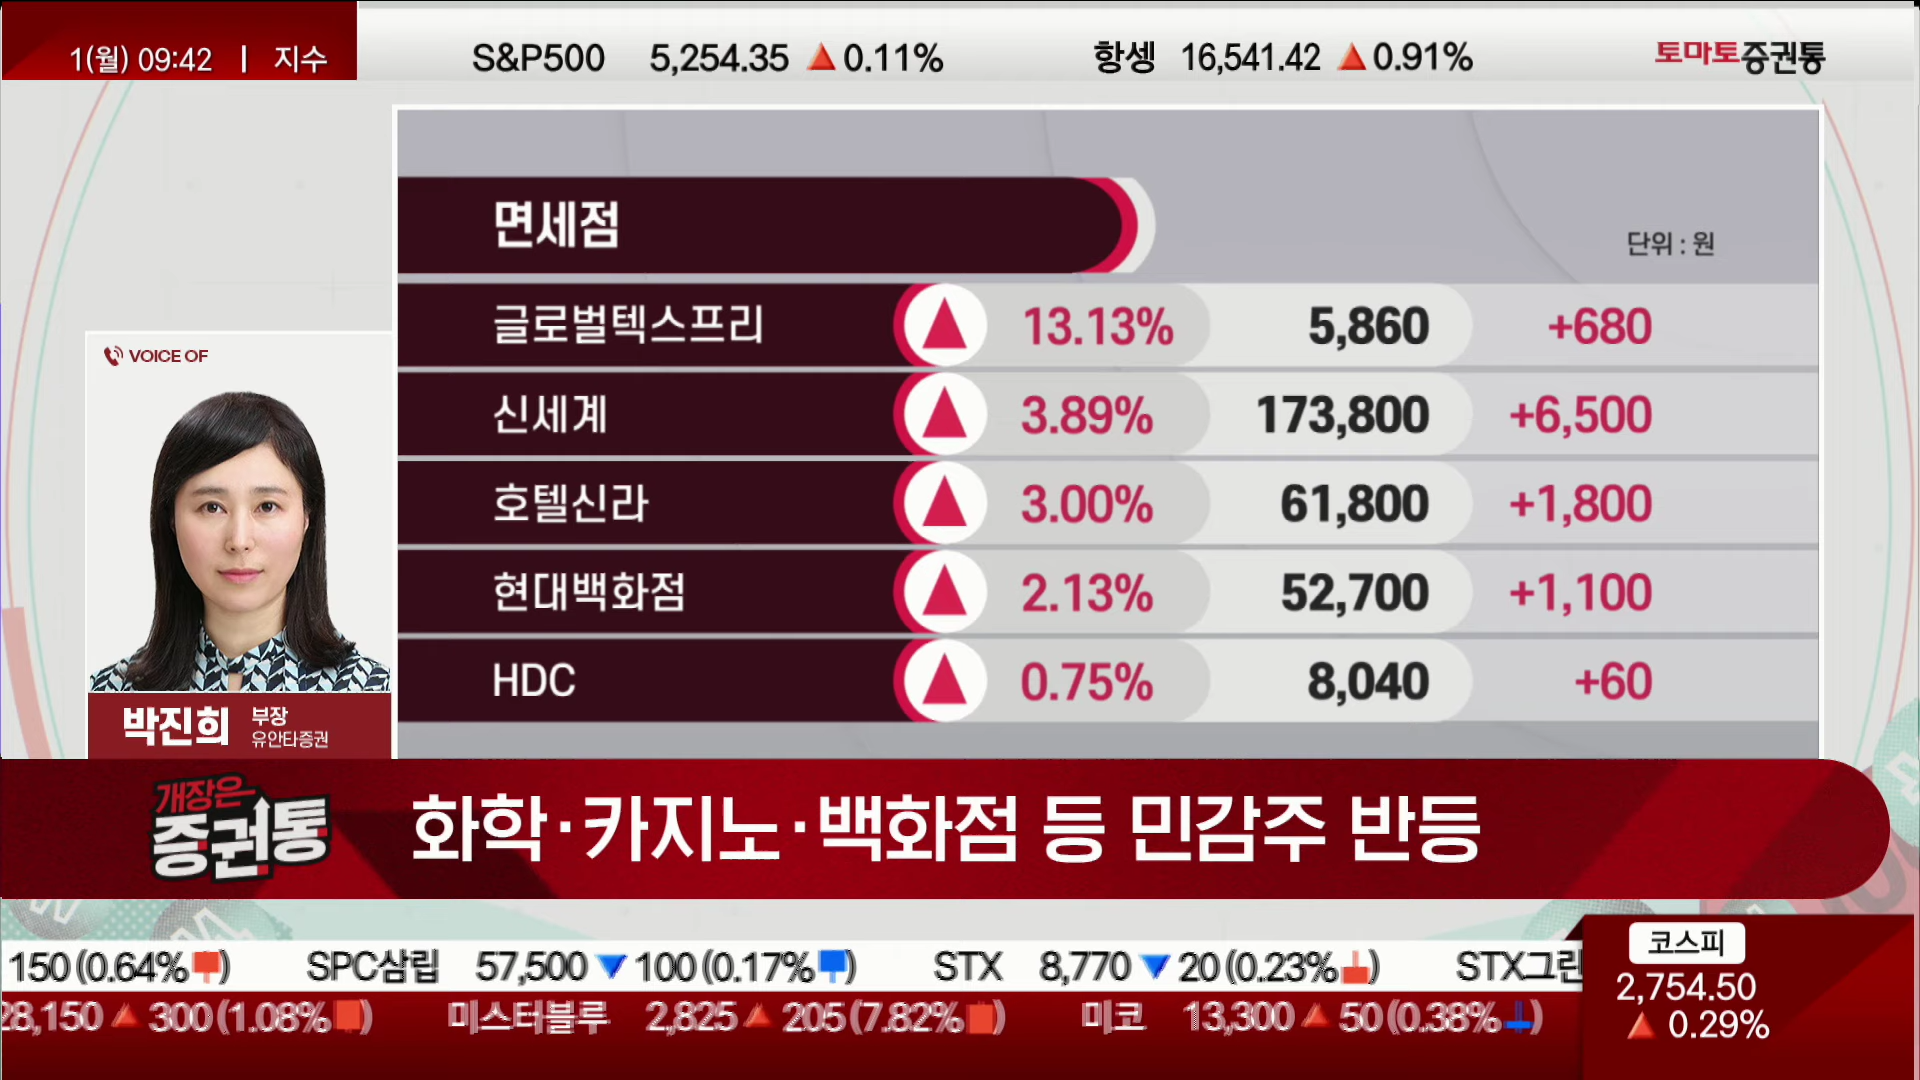 1(월) 09:42 | 지수
S&P500 5,254.35 ▲ 0.11% 항셍 16,541.42 ▲ 0.91%
토마토증권통
면세점
단위 : 원
글로벌텍스프리 ▲ 13.13% 5,860 +680
신세계 ▲ 3.89% 173,800 +6,500
호텔신라 ▲ 3.00% 61,800 +1,800
현대백화점 ▲ 2.13% 52,700 +1,100
HDC ▲ 0.75% 8,040 +60
VOICE OF
박진희 부장
유안타증권
개장은
증권통
화학·카지노·백화점 등 민감주 반등
150 (0.64%) SPC삼립 57,500 ▼ 100 (0.17%) STX 8,770 ▼ 20 (0.23%) STX그린
28,150 ▲ 300 (1.08%) 미스터블루 2,825 ▲ 205 (7.82%) 미코 13,300 ▲ 50 (0.38%)
코스피
2,754.50
▲ 0.29%